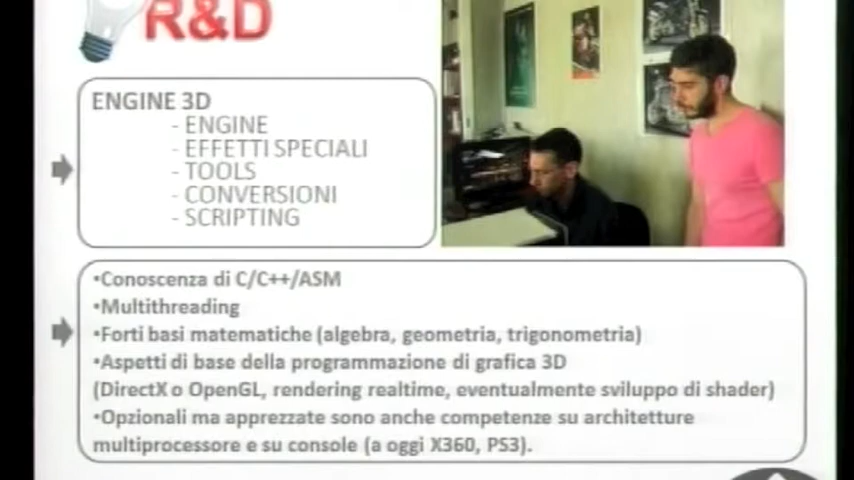 R&D
ENGINE 3D
- ENGINE
- EFFETTI SPECIALI
- TOOLS
- CONVERSIONI
- SCRIPTING
•Conoscenza di C/C++/ASM
•Multithreading
•Forti basi matematiche (algebra, geometria, trigonometria)
•Aspetti di base della programmazione di grafica 3D
(DirectX o OpenGL, rendering realtime, eventualmente sviluppo di shader)
•Opzionali ma apprezzate sono anche competenze su architetture
multiprocessore e su console (a oggi X360, PS3).